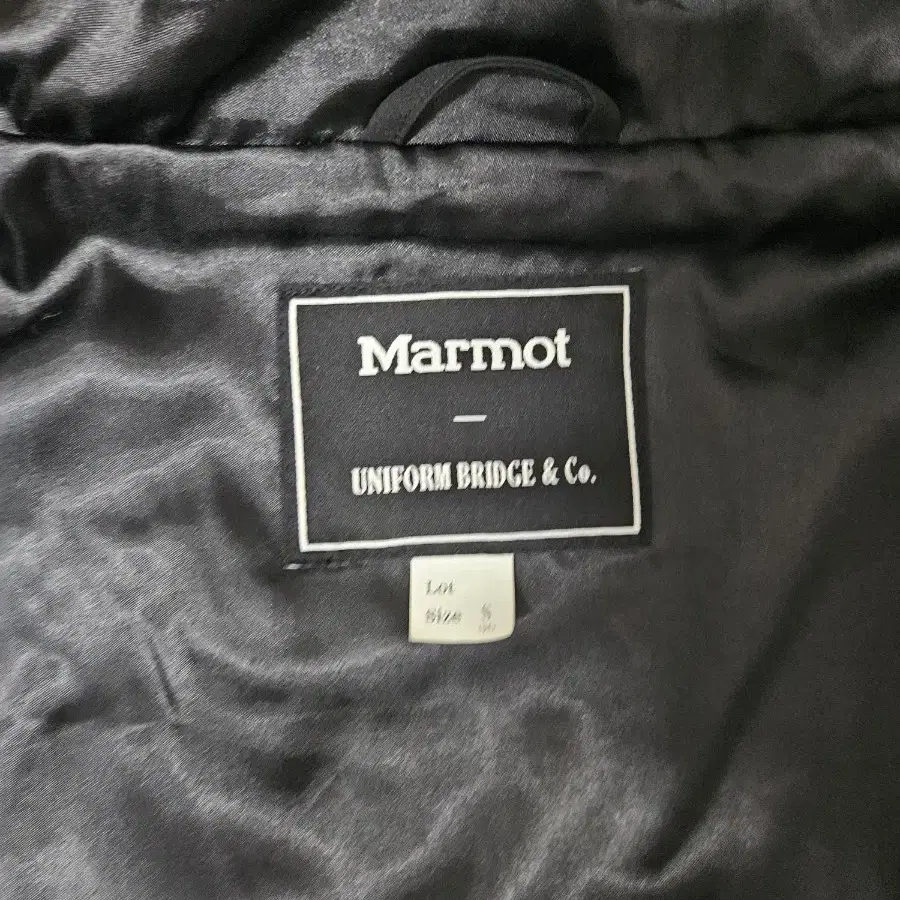 Marmot
—
UNIFORM BRIDGE & Co.
Lot
Size S